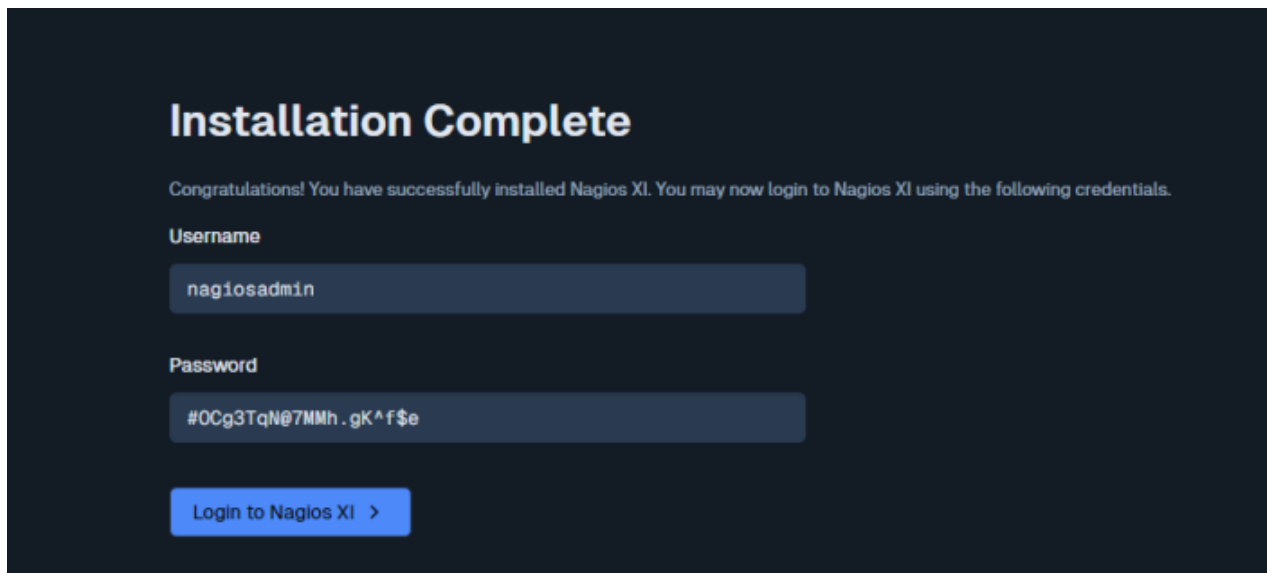 Installation Complete
Congratulations! You have successfully installed Nagios XI. You may now login to Nagios XI using the following credentials.
Username
nagiosadmin
Password
#OCg3TqN@7MMh.gK^f$e
Login to Nagios XI >